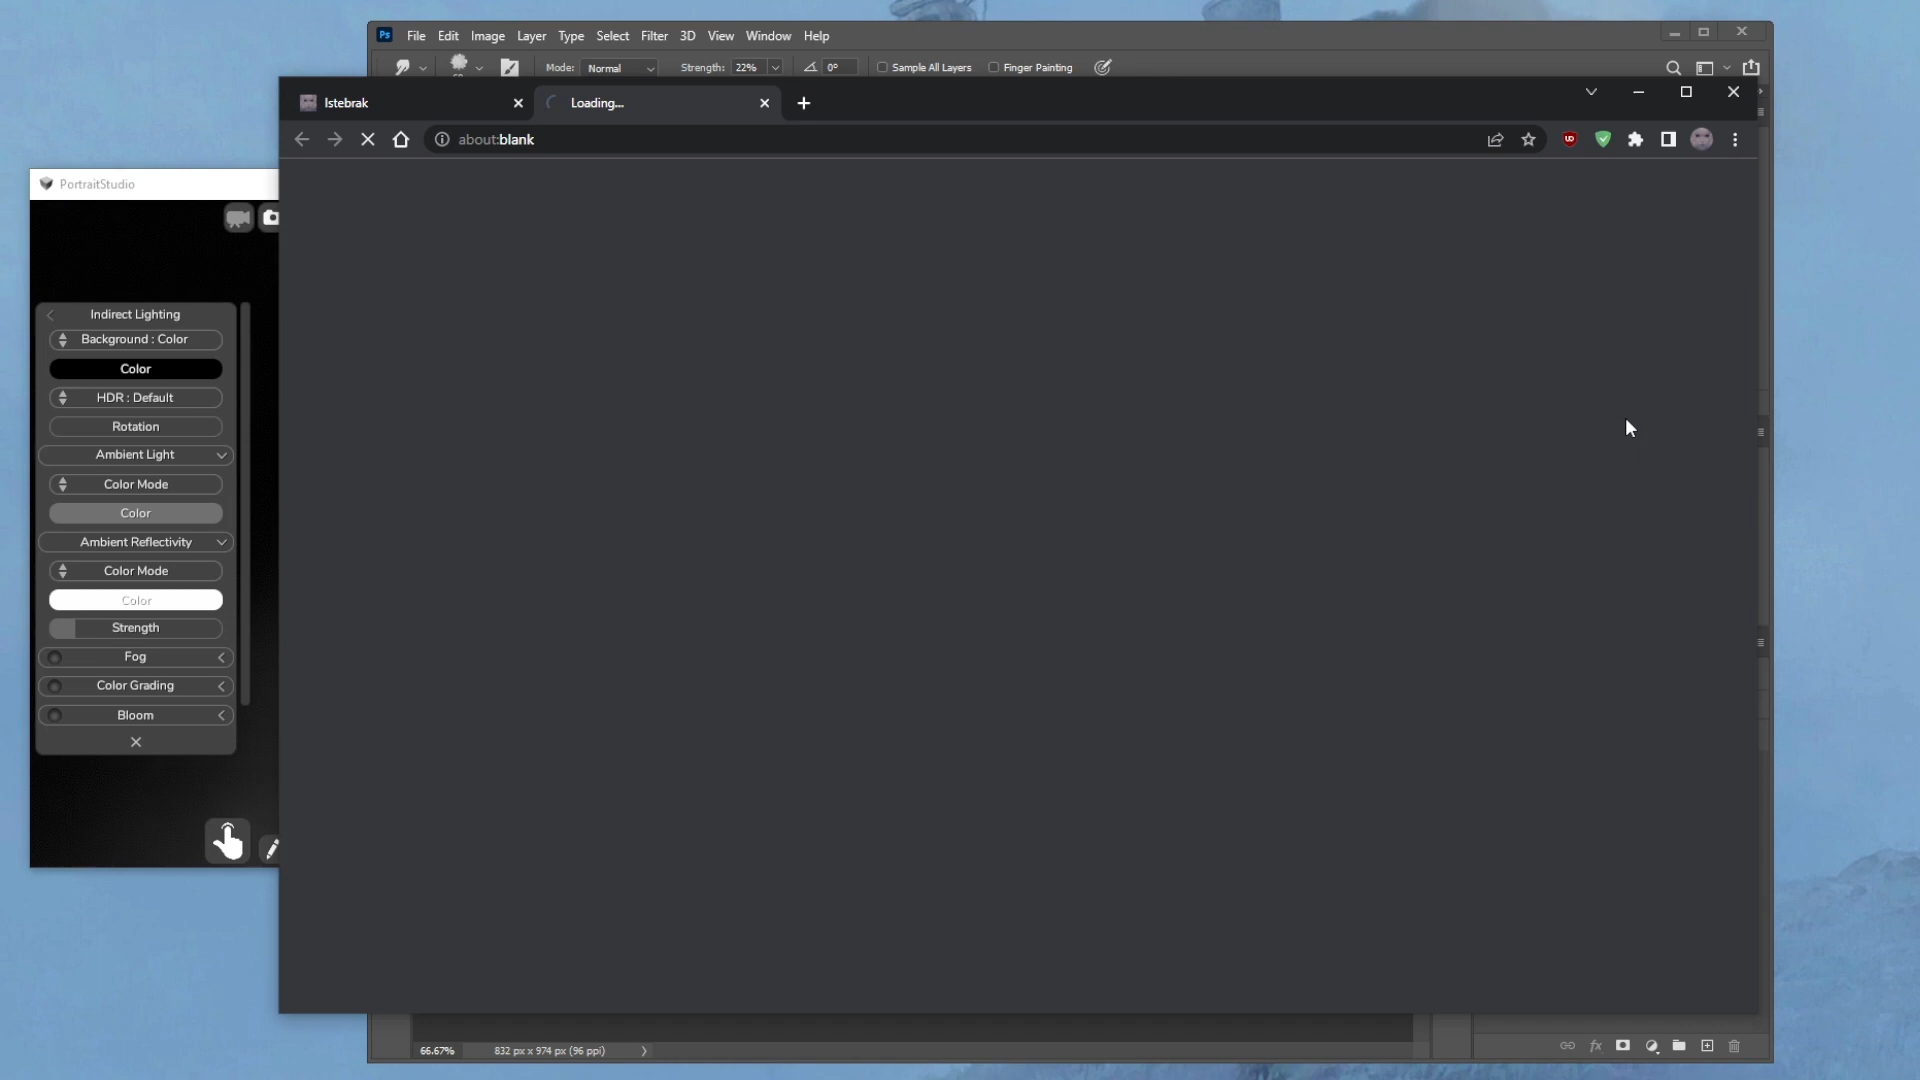 Ps File Edit Image Layer Type Select Filter 3D View Window Help
Mode: Normal Strength: 22% 0° Sample All Layers Finger Painting
Istebrak Loading...
about:blank
PortraitStudio
Indirect Lighting
Background : Color
Color
HDR : Default
Rotation
Ambient Light
Color Mode
Color
Ambient Reflectivity
Color Mode
Color
Strength
Fog
Color Grading
Bloom
66.67% 832 px x 974 px (96 ppi)
fx